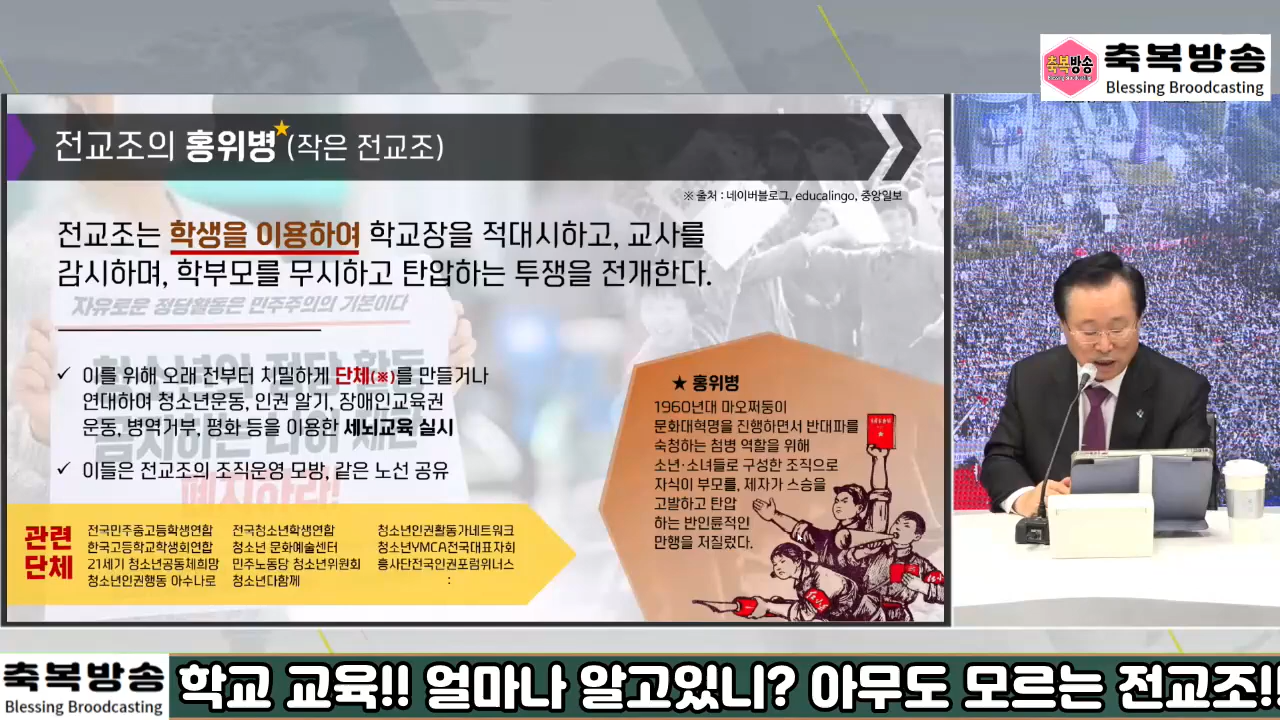 축복방송
축복방송
Blessing Broodcasting
전교조의 홍위병★(작은 전교조)
※ 출처 : 네이버블로그, educalingo, 중앙일보
전교조는 학생을 이용하여 학교장을 적대시하고, 교사를
감시하며, 학부모를 무시하고 탄압하는 투쟁을 전개한다.
자유로운 정당활동은 민주주의의 기본이다
✓ 이를 위해 오래 전부터 치밀하게 단체(※)를 만들거나
연대하여 청소년운동, 인권 알기, 장애인교육권
운동, 병역거부, 평화 등을 이용한 세뇌교육 실시
✓ 이들은 전교조의 조직운영 모방, 같은 노선 공유
관련
단체
전국민주중고등학생연합 전국청소년학생연합 청소년인권활동가네트워크
한국고등학교학생회연합 청소년 문화예술센터 청소년YMCA전국대표자회
21세기 청소년공동체희망 민주노동당 청소년위원회 흥사단전국인권포럼위너스
청소년인권행동 아수나로 청소년다함께 :
★ 홍위병
1960년대 마오쩌둥이
문화대혁명을 진행하면서 반대파를
숙청하는 첨병 역할을 위해
소년·소녀들로 구성한 조직으로
자식이 부모를, 제자가 스승을
고발하고 탄압
하는 반인륜적인
만행을 저질렀다.
축복방송
Blessing Broodcasting
학교 교육!! 얼마나 알고있니? 아무도 모르는 전교조!!